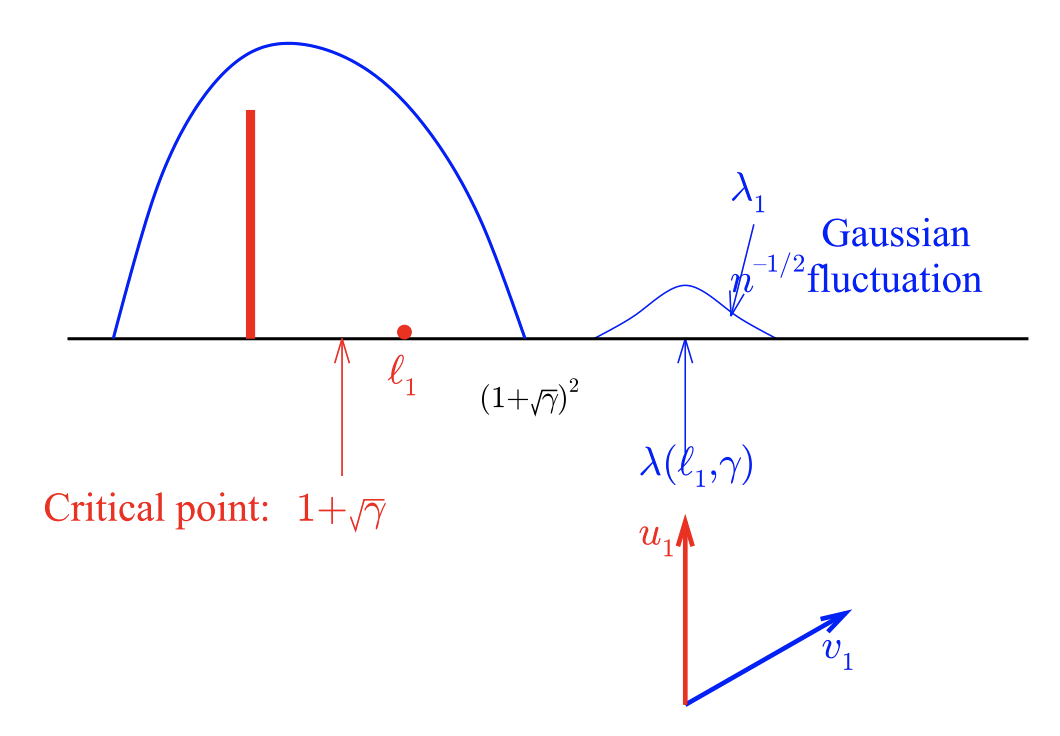 λ₁
Gaussian
n⁻¹/² fluctuation
ℓ₁
(1+√γ)²
λ(ℓ₁,γ)
Critical point: 1+√γ
u₁
v₁